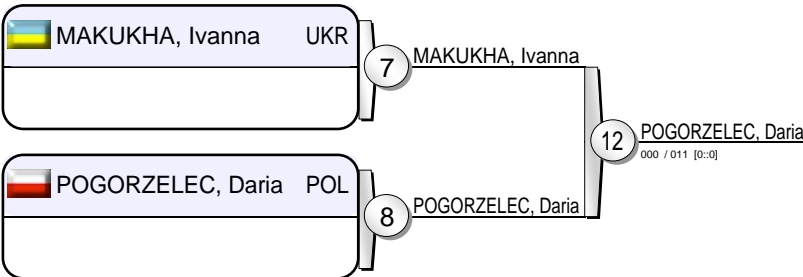 MAKUKHA, Ivanna UKR
7
MAKUKHA, Ivanna
12
POGORZELEC, Daria
000 / 011 [0::0]
POGORZELEC, Daria POL
8
POGORZELEC, Daria